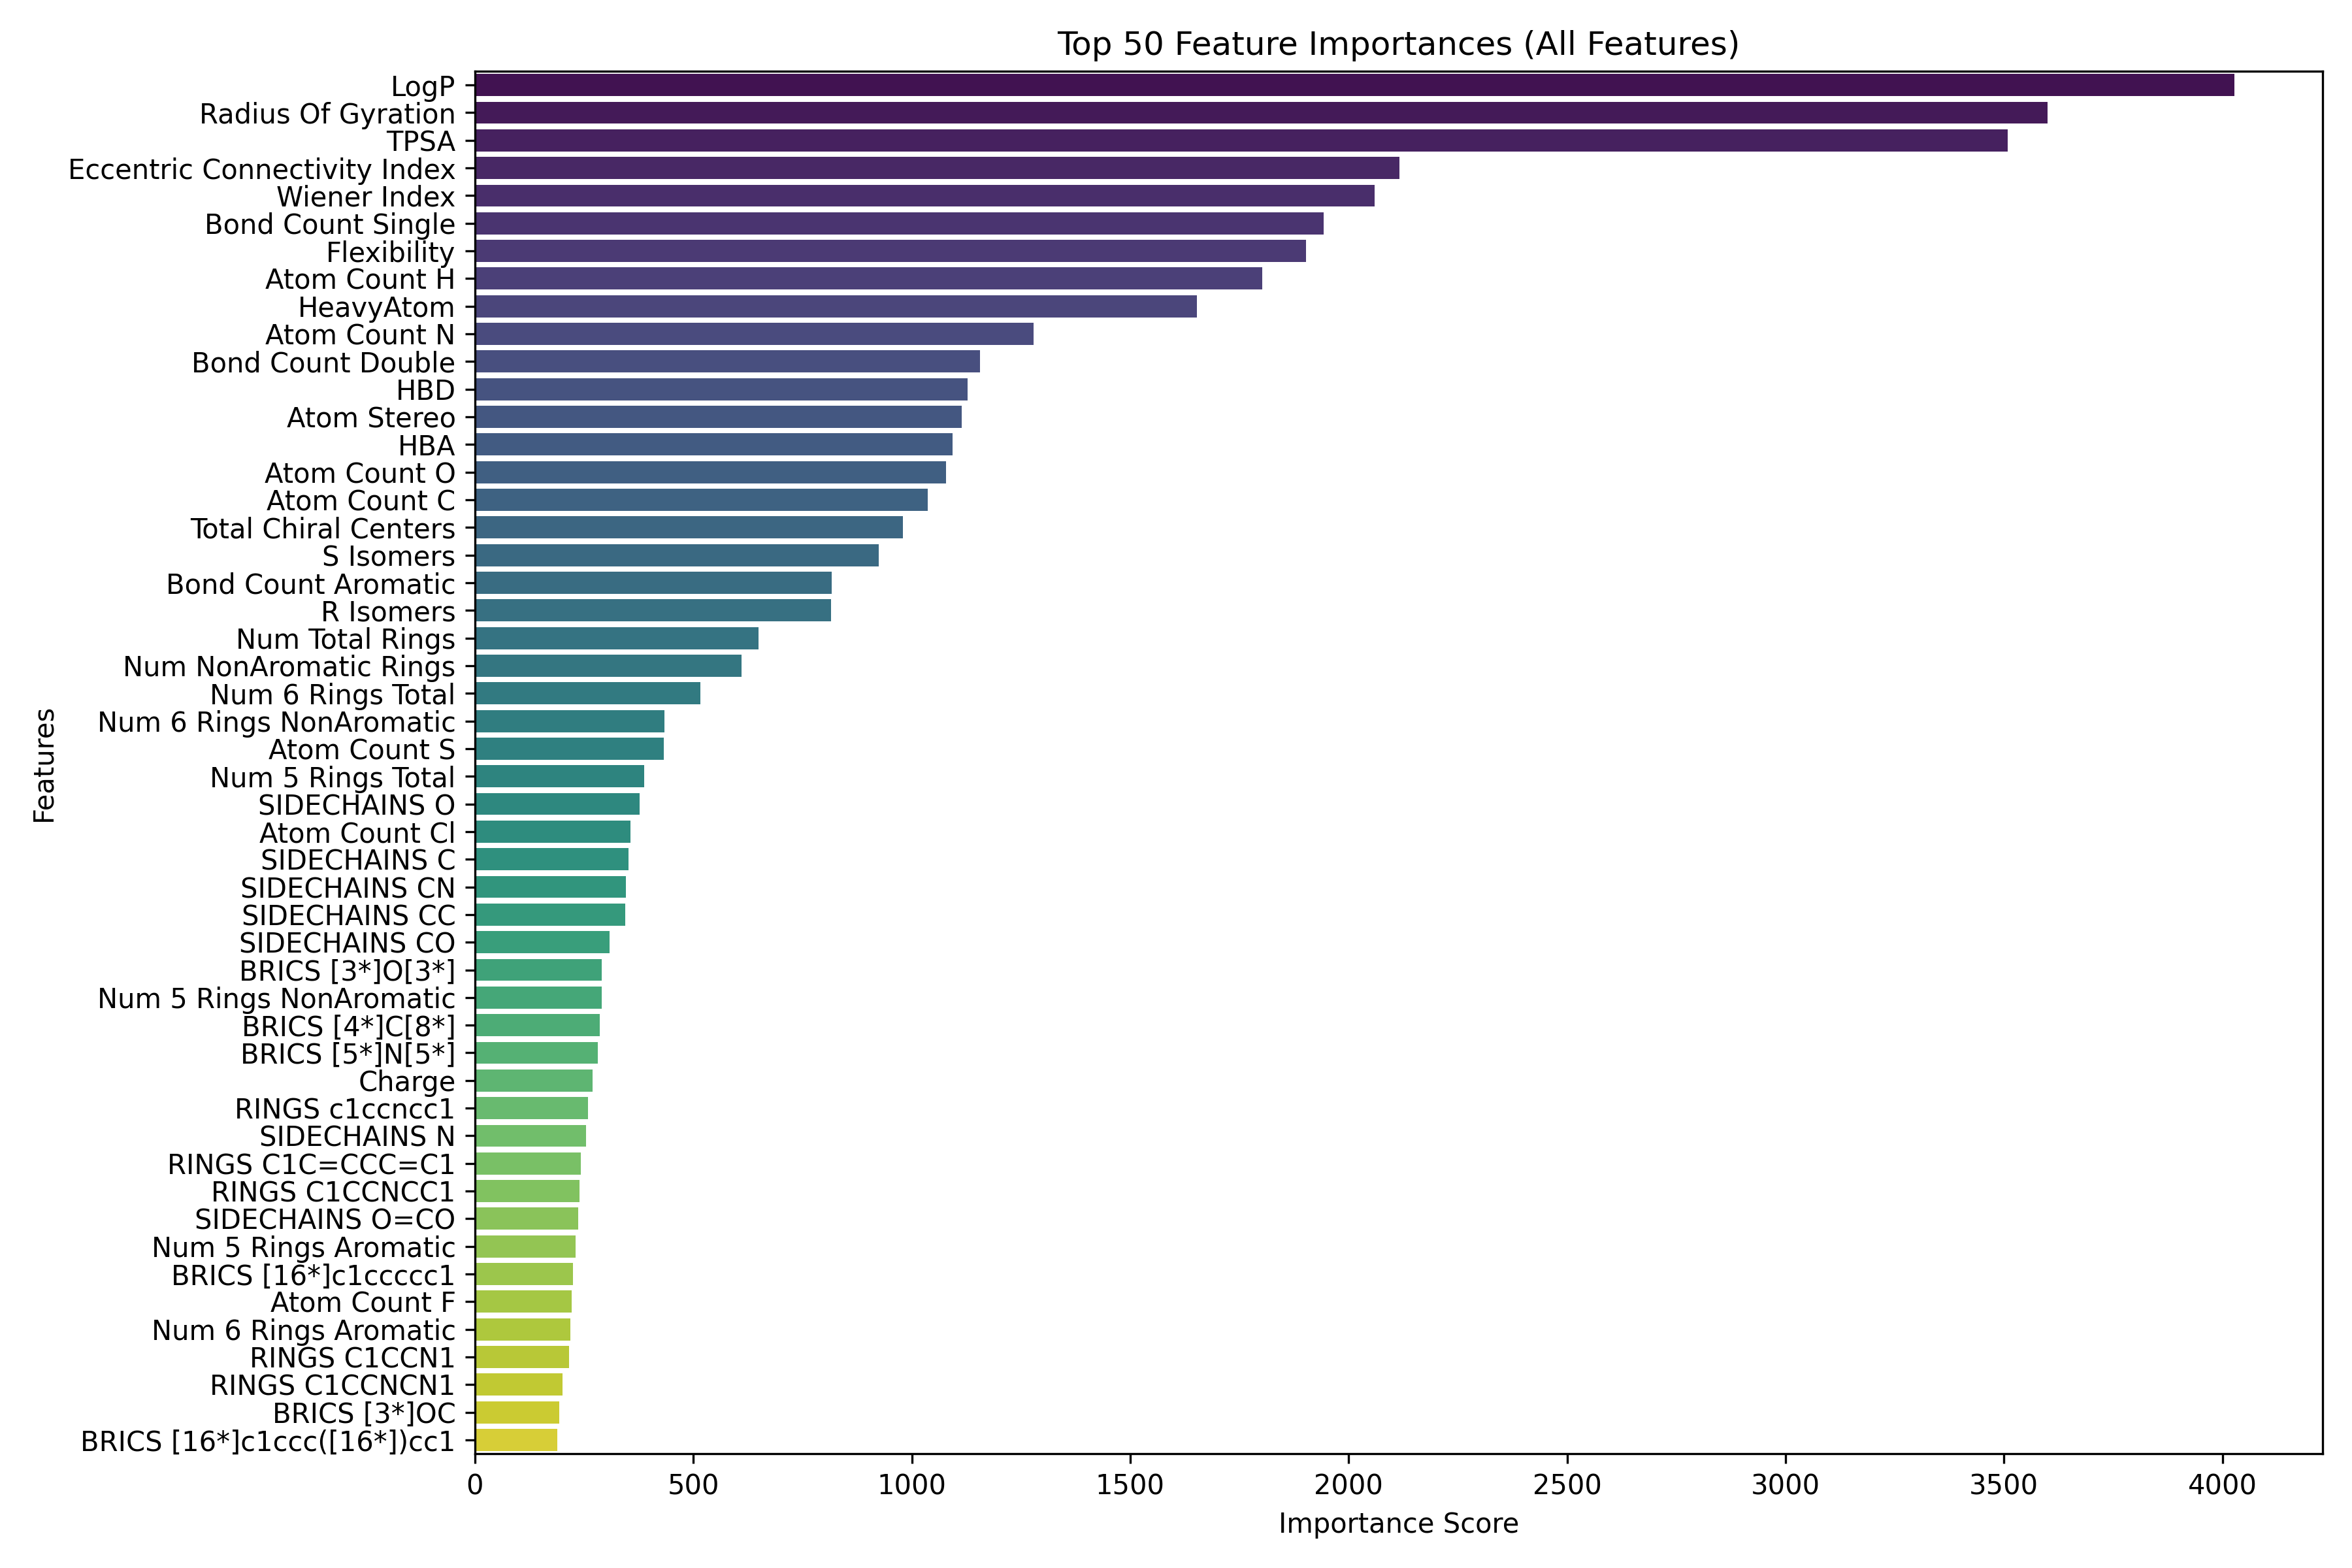 Top 50 Feature Importances (All Features)
LogP
Radius Of Gyration
TPSA
Eccentric Connectivity Index
Wiener Index
Bond Count Single
Flexibility
Atom Count H
HeavyAtom
Atom Count N
Bond Count Double
HBD
Atom Stereo
HBA
Atom Count O
Atom Count C
Total Chiral Centers
S Isomers
Bond Count Aromatic
R Isomers
Num Total Rings
Num NonAromatic Rings
Num 6 Rings Total
Num 6 Rings NonAromatic
Atom Count S
Num 5 Rings Total
SIDECHAINS O
Atom Count Cl
SIDECHAINS C
SIDECHAINS CN
SIDECHAINS CC
SIDECHAINS CO
BRICS [3*]O[3*]
Num 5 Rings NonAromatic
BRICS [4*]C[8*]
BRICS [5*]N[5*]
Charge
RINGS c1ccncc1
SIDECHAINS N
RINGS C1C=CCC=C1
RINGS C1CCNCC1
SIDECHAINS O=CO
Num 5 Rings Aromatic
BRICS [16*]c1ccccc1
Atom Count F
Num 6 Rings Aromatic
RINGS C1CCN1
RINGS C1CCNCN1
BRICS [3*]OC
BRICS [16*]c1ccc([16*])cc1
Features
0 500 1000 1500 2000 2500 3000 3500 4000
Importance Score